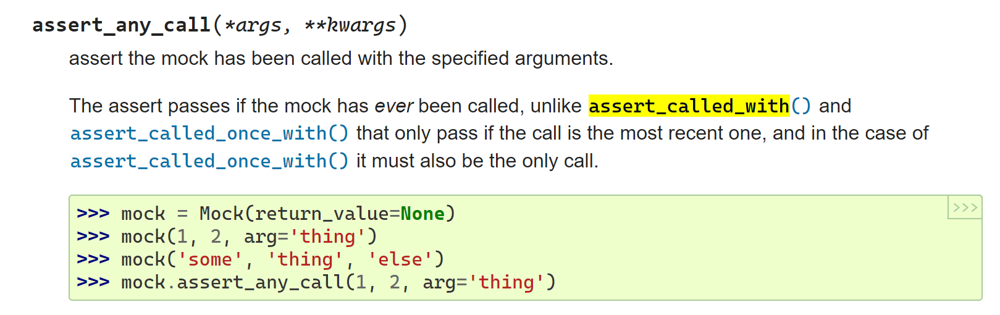 assert_any_call(*args, **kwargs)
assert the mock has been called with the specified arguments.
The assert passes if the mock has ever been called, unlike assert_called_with() and
assert_called_once_with() that only pass if the call is the most recent one, and in the case of
assert_called_once_with() it must also be the only call.
>>>
>>> mock = Mock(return_value=None)
>>> mock(1, 2, arg='thing')
>>> mock('some', 'thing', 'else')
>>> mock.assert_any_call(1, 2, arg='thing')